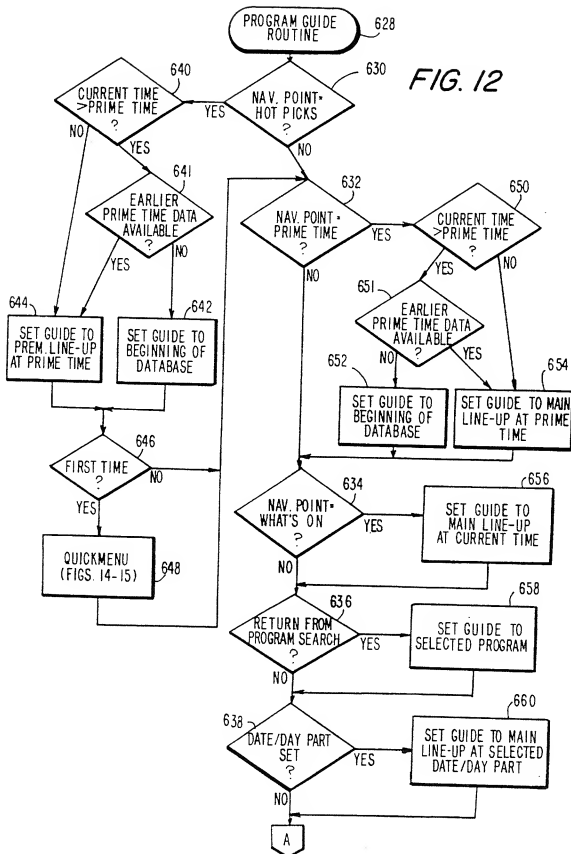 PROGRAM GUIDE
ROUTINE
628
FIG. 12
630
NAV. POINT=
HOT PICKS
?
YES
NO
640
CURRENT TIME
>PRIME TIME
?
NO
YES
641
EARLIER
PRIME TIME DATA
AVAILABLE
?
YES
NO
644
SET GUIDE TO
PREM. LINE-UP
AT PRIME TIME
642
SET GUIDE TO
BEGINNING OF
DATABASE
646
FIRST TIME
?
NO
YES
QUICKMENU
(FIGS. 14-15)
648
632
NAV. POINT=
PRIME TIME
?
YES
NO
650
CURRENT TIME
>PRIME TIME
?
YES
NO
651
EARLIER
PRIME TIME DATA
AVAILABLE
?
NO
YES
652
SET GUIDE TO
BEGINNING OF
DATABASE
654
SET GUIDE TO MAIN
LINE-UP AT PRIME
TIME
634
NAV. POINT=
WHAT'S ON
?
YES
NO
656
SET GUIDE TO
MAIN LINE-UP
AT CURRENT TIME
636
RETURN FROM
PROGRAM SEARCH
?
YES
NO
658
SET GUIDE TO
SELECTED PROGRAM
638
DATE/DAY PART
SET
?
YES
NO
660
SET GUIDE TO MAIN
LINE-UP AT SELECTED
DATE/DAY PART
A